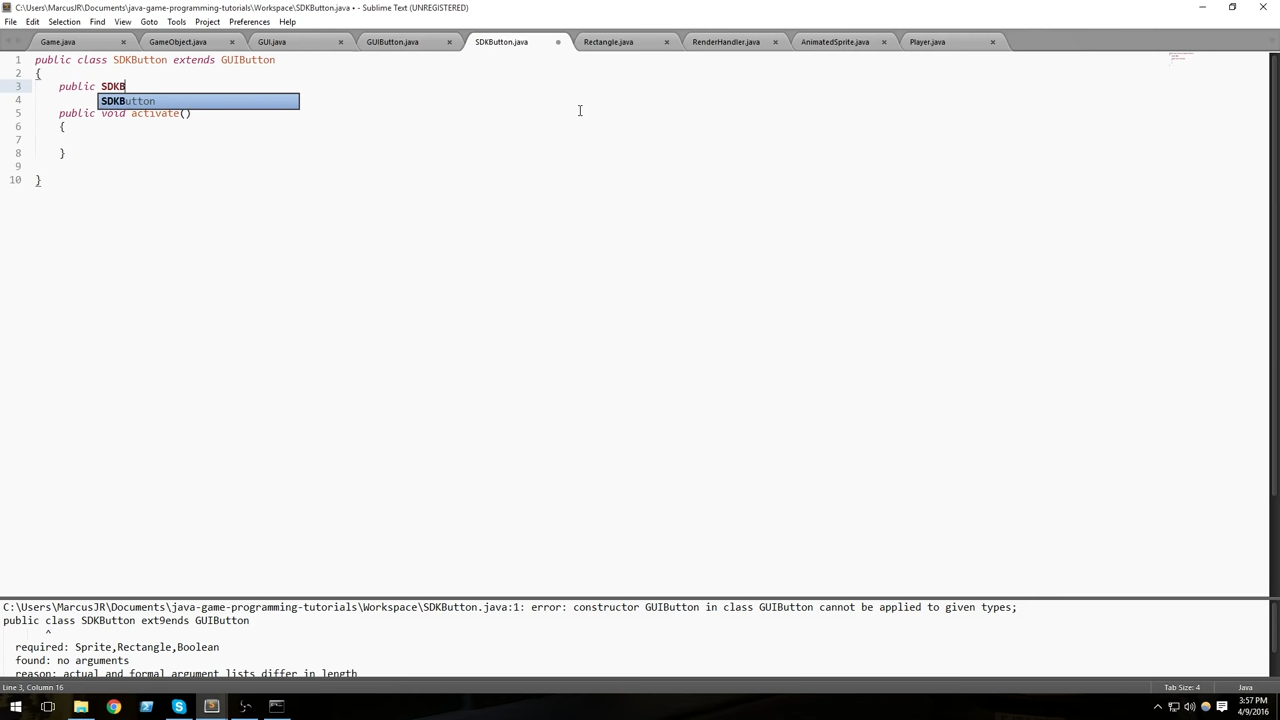 C:\Users\MarcusJR\Documents\java-game-programming-tutorials\Workspace\SDKButton.java • - Sublime Text (UNREGISTERED)
File Edit Selection Find View Goto Tools Project Preferences Help
Game.java GameObject.java GUI.java GUIButton.java SDKButton.java Rectangle.java RenderHandler.java AnimatedSprite.java Player.java
1 public class SDKButton extends GUIButton
2 {
3 public SDKB
4 SDKButton
5 public void activate()
6 {
7
8 }
9
10 }
C:\Users\MarcusJR\Documents\java-game-programming-tutorials\Workspace\SDKButton.java:1: error: constructor GUIButton in class GUIButton cannot be applied to given types;
public class SDKButton ext9ends GUIButton
^
required: Sprite,Rectangle,Boolean
found: no arguments
reason: actual and formal argument lists differ in length
Line 3, Column 16 Tab Size: 4 Java
3:57 PM
4/9/2016